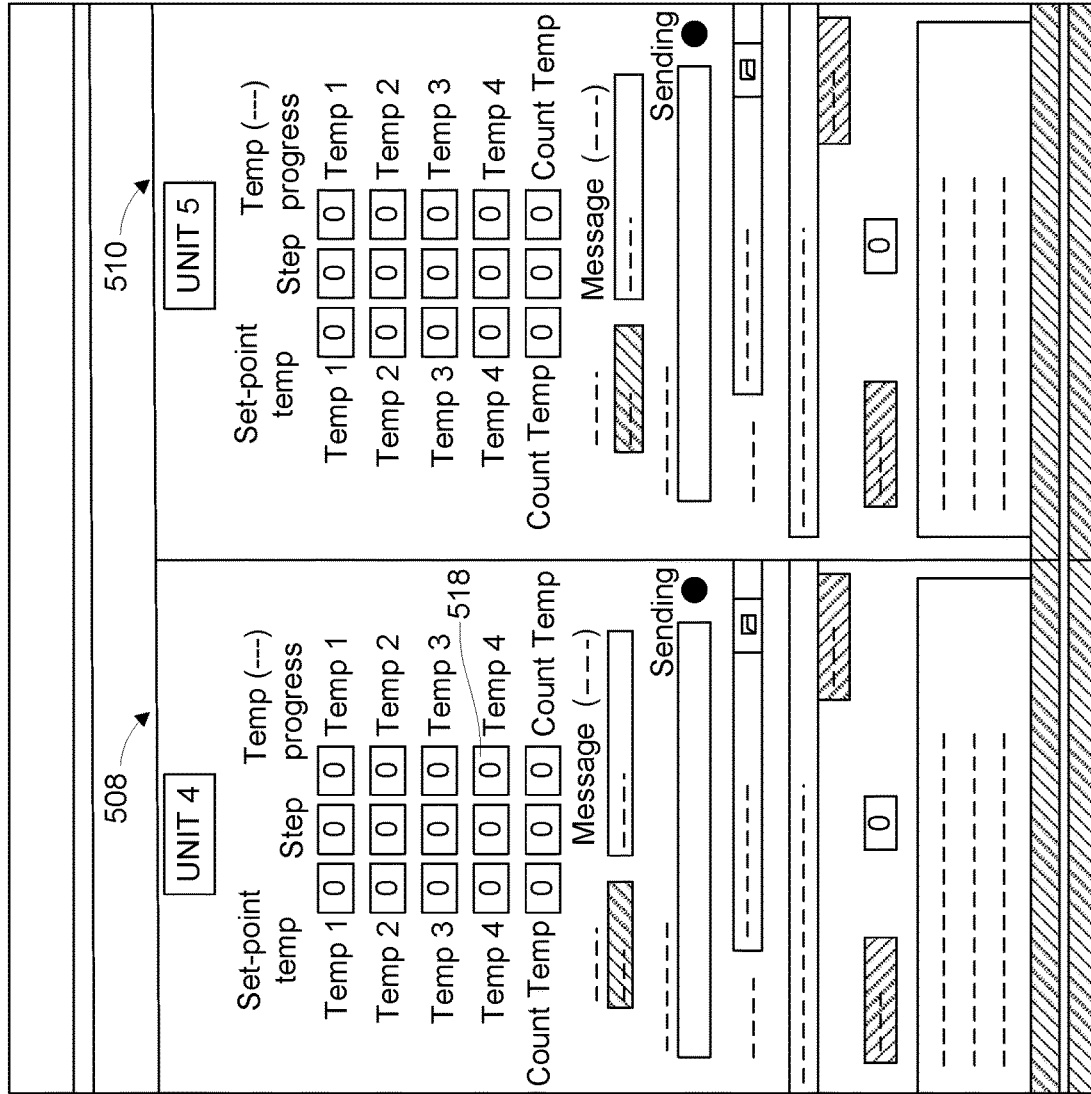 508
UNIT 4
Set-point temp Step Temp (---) progress
Temp 1 0 0 0 Temp 1
Temp 2 0 0 0 Temp 2
Temp 3 0 0 0 Temp 3
Temp 4 0 0 0 Temp 4
518
Count Temp 0 0 0 Count Temp
Message (----)
Sending
0
510
UNIT 5
Set-point temp Step Temp (---) progress
Temp 1 0 0 0 Temp 1
Temp 2 0 0 0 Temp 2
Temp 3 0 0 0 Temp 3
Temp 4 0 0 0 Temp 4
Count Temp 0 0 0 Count Temp
Message (----)
Sending
0